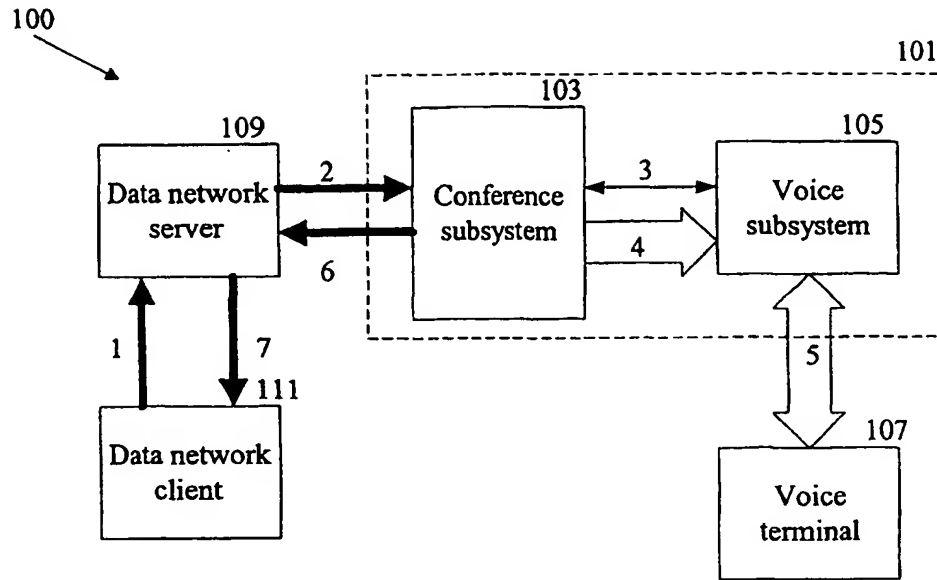 100
101
103
109
105
2
3
Data network
server
Conference
subsystem
Voice
subsystem
4
6
1
7
5
111
107
Data network
client
Voice
terminal